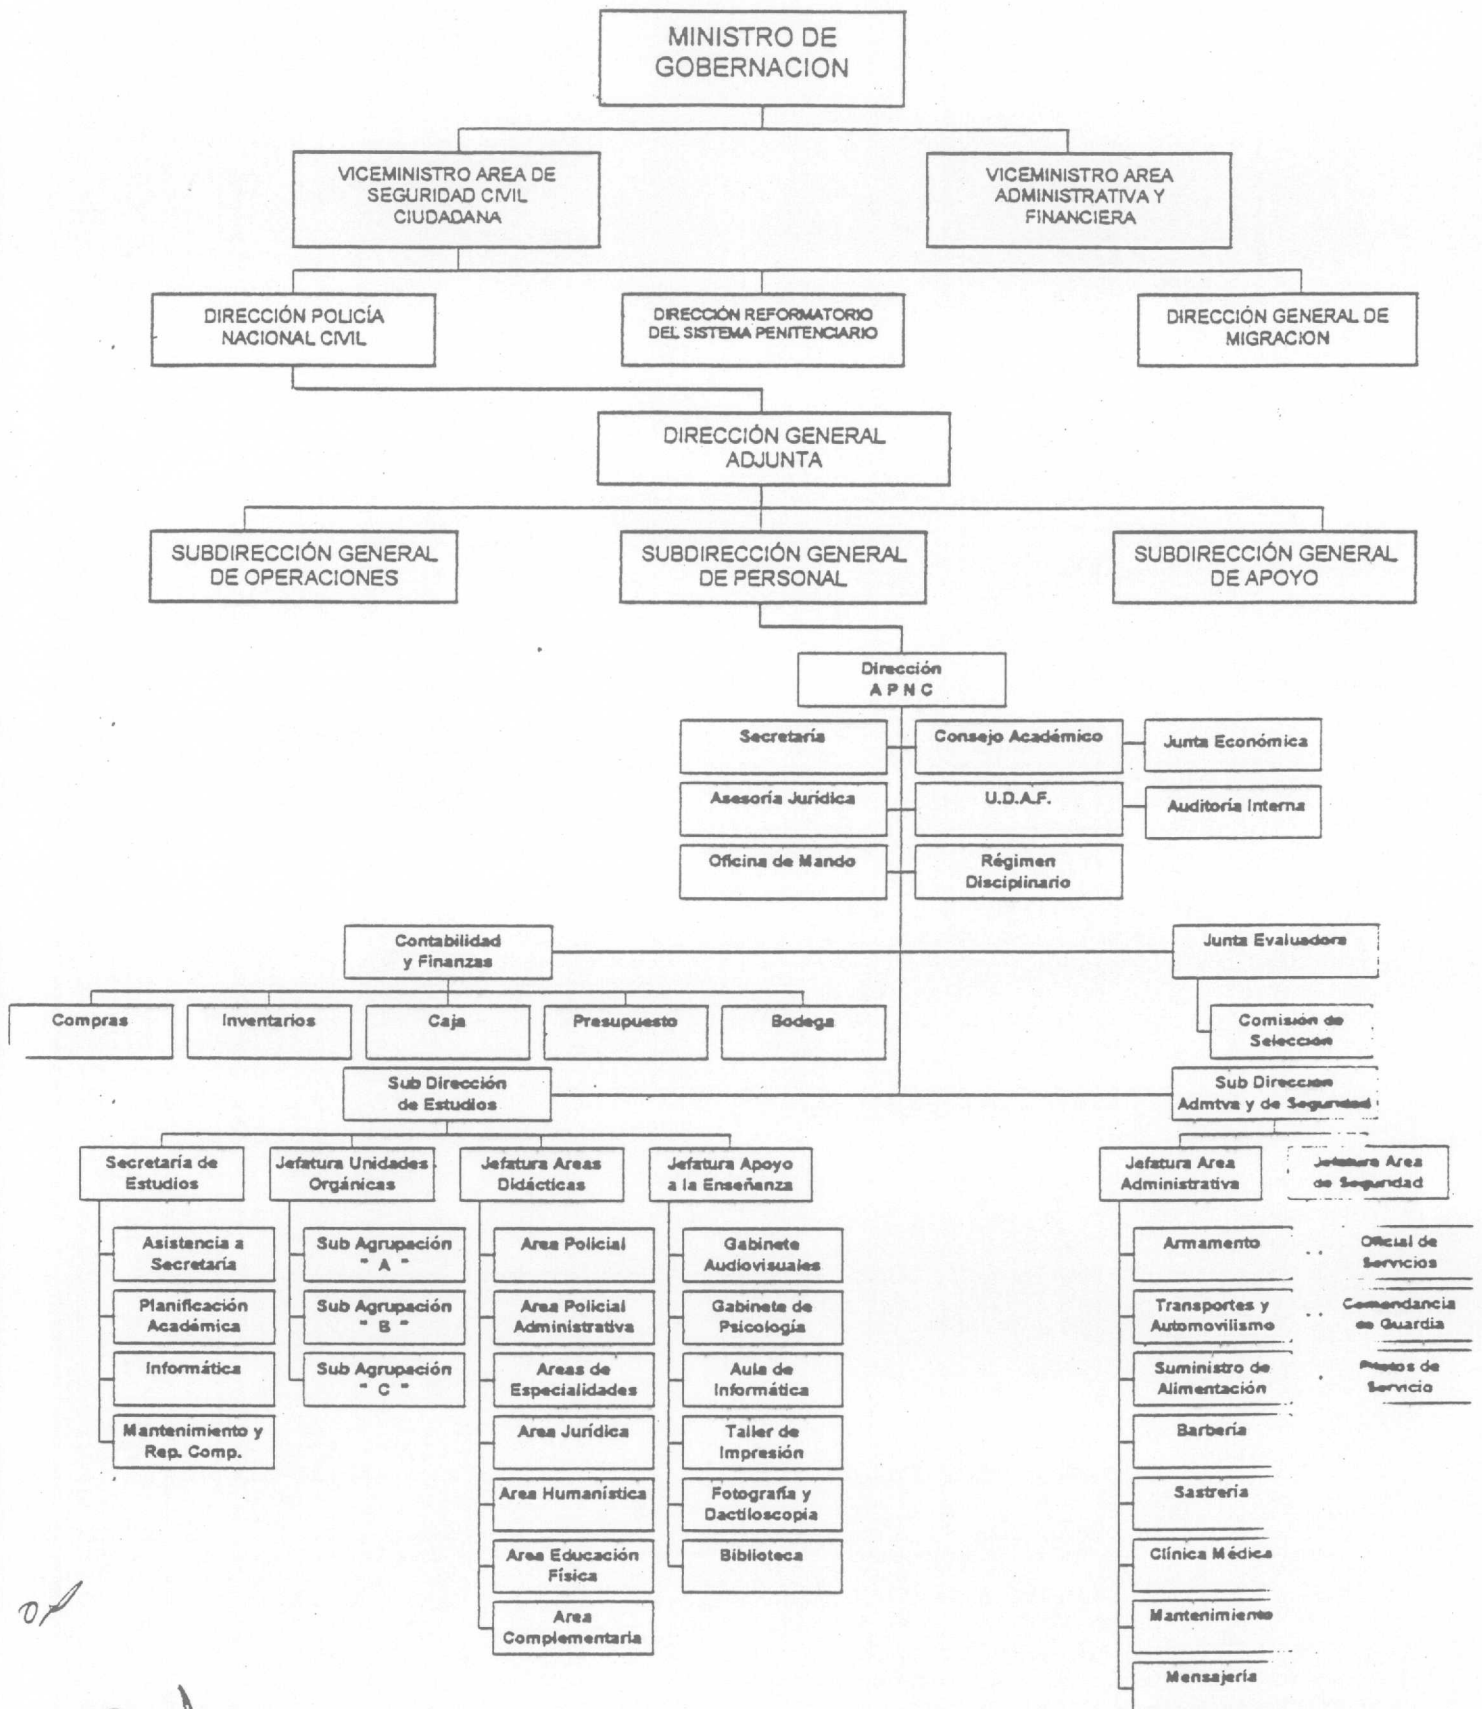 MINISTRO DE
GOBERNACION
VICEMINISTRO AREA DE
SEGURIDAD CIVIL
CIUDADANA
VICEMINISTRO AREA
ADMINISTRATIVA Y
FINANCIERA
DIRECCIÓN POLICÍA
NACIONAL CIVIL
DIRECCIÓN REFORMATORIO
DEL SISTEMA PENITENCIARIO
DIRECCIÓN GENERAL DE
MIGRACION
DIRECCIÓN GENERAL
ADJUNTA
SUBDIRECCIÓN GENERAL
DE OPERACIONES
SUBDIRECCIÓN GENERAL
DE PERSONAL
SUBDIRECCIÓN GENERAL
DE APOYO
Dirección
A P N C
Secretaría
Consejo Académico
Junta Económica
Asesoría Jurídica
U.D.A.F.
Auditoría Interna
Oficina de Mando
Régimen
Disciplinario
Contabilidad
y Finanzas
Junta Evaluadora
Compras
Inventarios
Caja
Presupuesto
Bodega
Comisión de
Selección
Sub Dirección
de Estudios
Sub Dirección
Admtva y de Seguridad
Secretaría de
Estudios
Jefatura Unidades
Orgánicas
Jefatura Areas
Didácticas
Jefatura Apoyo
a la Enseñanza
Jefatura Area
Administrativa
Jefatura Area
de Seguridad
Asistencia a
Secretaría
Planificación
Académica
Informática
Mantenimiento y
Rep. Comp.
Sub Agrupación
" A "
Sub Agrupación
" B "
Sub Agrupación
" C "
Area Policial
Area Policial
Administrativa
Areas de
Especialidades
Area Jurídica
Area Humanística
Area Educación
Física
Area
Complementaria
Gabinete
Audiovisuales
Gabinete de
Psicología
Aula de
Informática
Taller de
Impresión
Fotografía y
Dactiloscopia
Biblioteca
Armamento
Transportes y
Automovilismo
Suministro de
Alimentación
Barbería
Sastrería
Clínica Médica
Mantenimiento
Mensajería
Oficial de
Servicios
Comandancia
de Guardia
Puestos de
Servicio